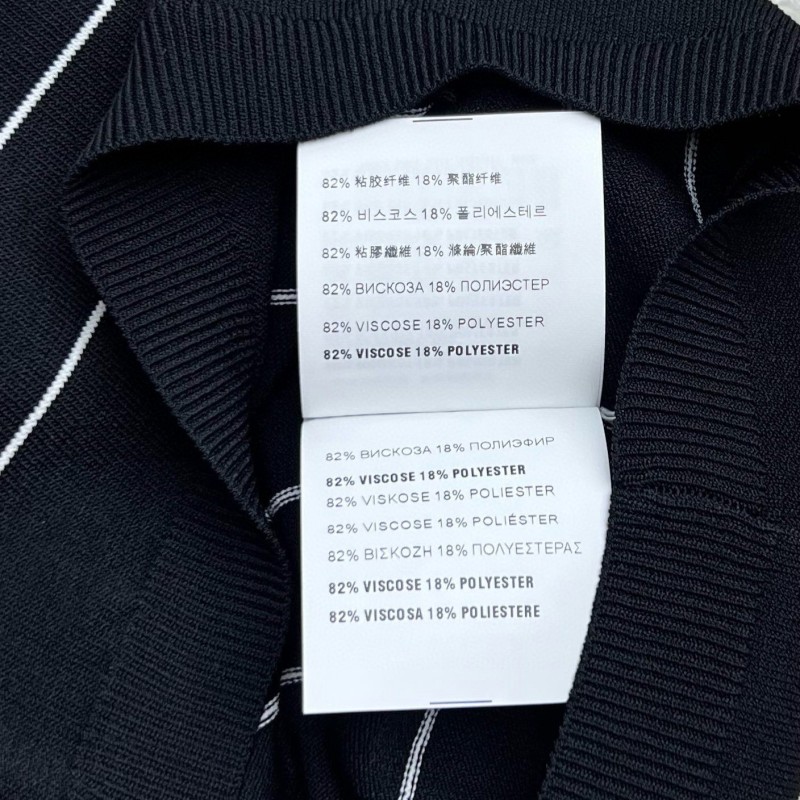 82% 粘胶纤维 18% 聚酯纤维
82% 비스코스 18% 폴리에스테르
82% 粘膠纖維 18% 滌綸/聚酯纖維
82% ВИСКОЗА 18% ПОЛИЭСТЕР
82% VISCOSE 18% POLYESTER
82% VISCOSE 18% POLYESTER
82% ВИСКОЗА 18% ПОЛИЭФИР
82% VISCOSE 18% POLYESTER
82% VISKOSE 18% POLIESTER
82% VISCOSE 18% POLIÉSTER
82% ΒΙΣΚΟΖΗ 18% ΠΟΛΥΕΣΤΕΡΑΣ
82% VISCOSE 18% POLYESTER
82% VISCOSA 18% POLIESTERE